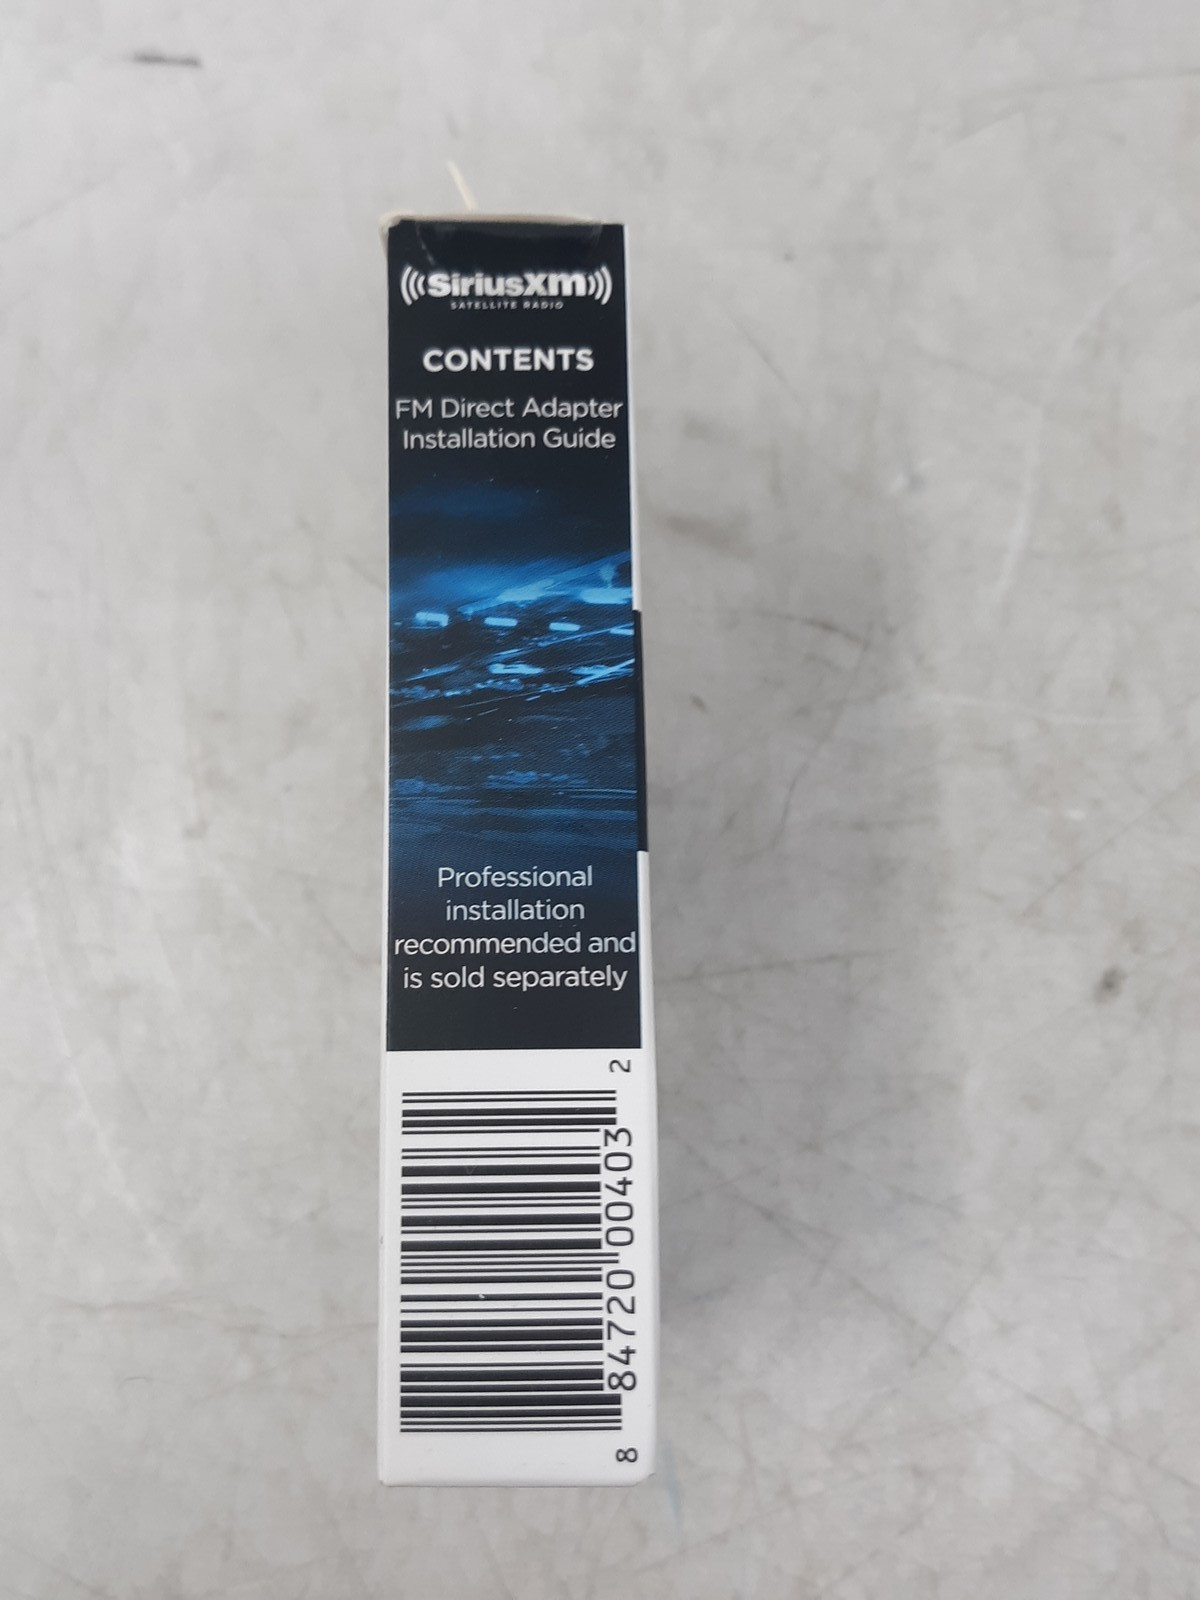 SiriusXM
SATELLITE RADIO
CONTENTS
FM Direct Adapter
Installation Guide
Professional
installation
recommended and
is sold separately
8 84720 00403 2